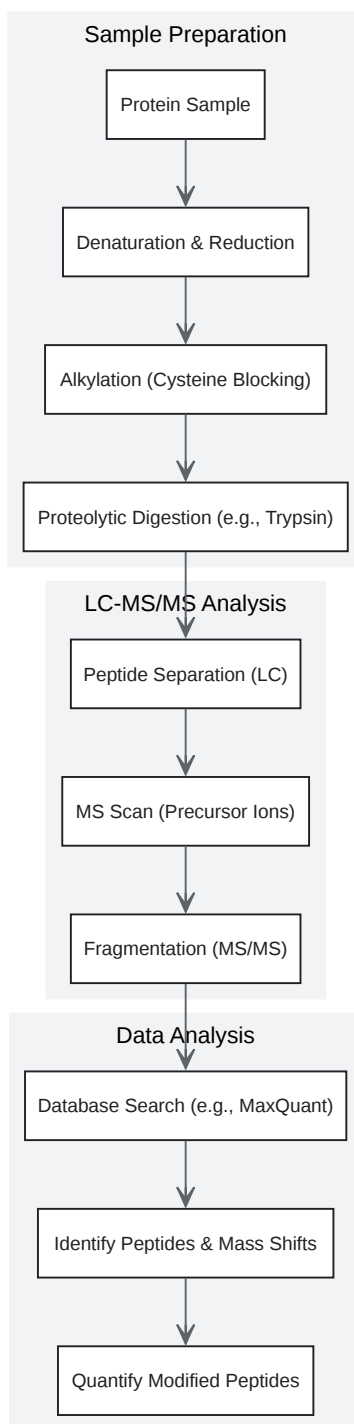 Sample Preparation
Protein Sample
Denaturation & Reduction
Alkylation (Cysteine Blocking)
Proteolytic Digestion (e.g., Trypsin)
LC-MS/MS Analysis
Peptide Separation (LC)
MS Scan (Precursor Ions)
Fragmentation (MS/MS)
Data Analysis
Database Search (e.g., MaxQuant)
Identify Peptides & Mass Shifts
Quantify Modified Peptides